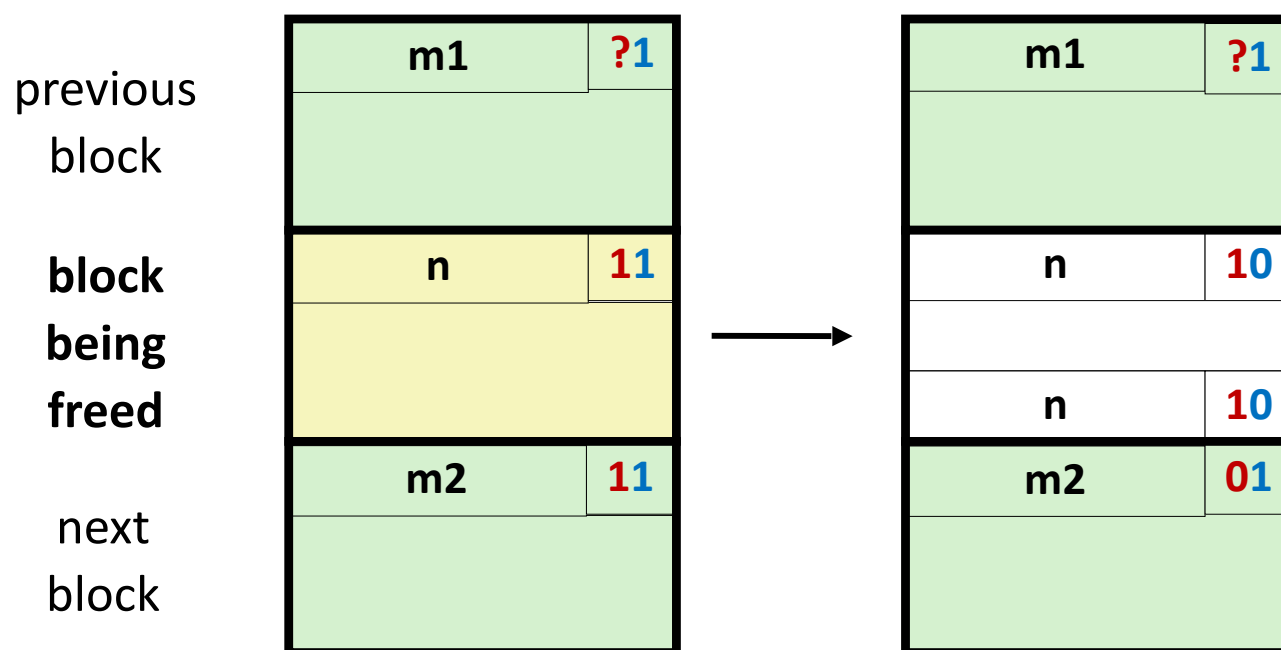 previous
block
m1 ?1
m1 ?1
block
being
freed
n 11
n 10
n 10
next
block
m2 11
m2 01